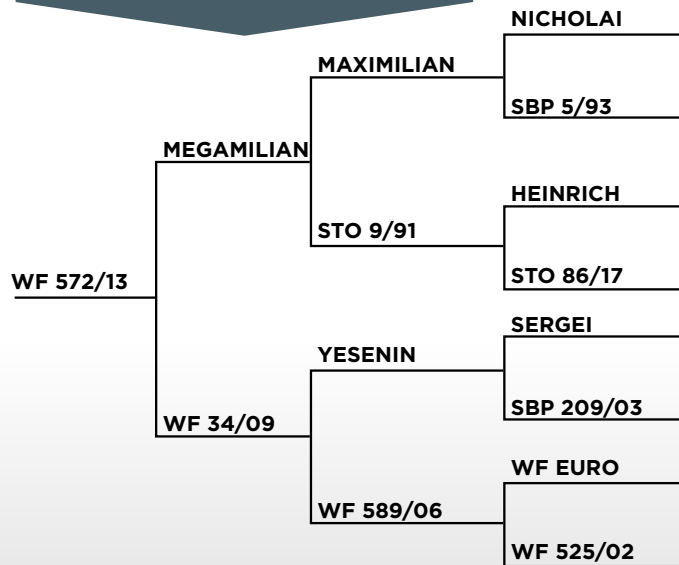 NICHOLAI
MAXIMILIAN
SBP 5/93
MEGAMILIAN
HEINRICH
STO 9/91
STO 86/17
WF 572/13
SERGEI
YESENIN
SBP 209/03
WF 34/09
WF EURO
WF 589/06
WF 525/02